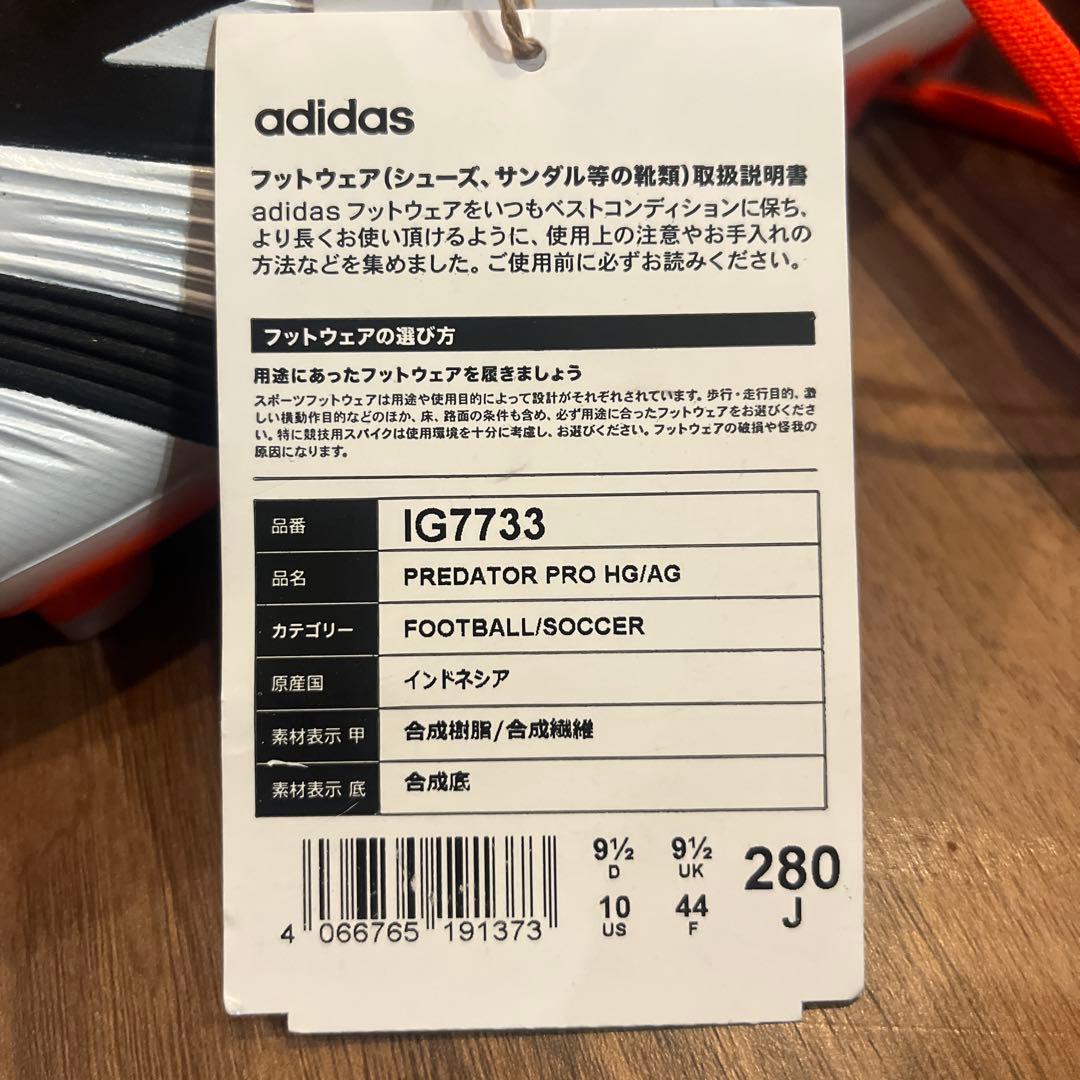 adidas
フットウェア(シューズ、サンダル等の靴類)取扱説明書
adidas フットウェアをいつもベストコンディションに保ち、
より長くお使い頂けるように、使用上の注意やお手入れの
方法などを集めました。ご使用前に必ずお読みください。
フットウェアの選び方
用途にあったフットウェアを履きましょう
スポーツフットウェアは用途や使用目的によって設計がそれぞれされています。歩行・走行目的、激
しい横動作目的などのほか、床、路面の条件も含め、必ず用途に合ったフットウェアをお選びくださ
い。特に競技用スパイクは使用環境を十分に考慮し、お選びください。フットウェアの破損や怪我の
原因になります。
品番 IG7733
品名 PREDATOR PRO HG/AG
カテゴリー FOOTBALL/SOCCER
原産国 インドネシア
素材表示 甲 合成樹脂/合成繊維
素材表示 底 合成底
9½ 9½ 280
D UK J
10 44
US F
4 066765 191373